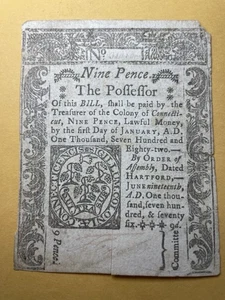 No
Nine Pence.
The Possessor
Of this BILL, shall be paid by the
Treasurer of the Colony of Connecti-
cut, NINE PENCE, Lawful Money,
by the first Day of JANUARY, A.D.
One Thousand, Seven Hundred and
Eighty-two.—
By ORDER of
Assembly, Dated
HARTFORD,
JUNE nineteenth,
A.D. One thou-
sand, seven hun-
dred, & seventy
six.
9 Pence.
Committee
9d.